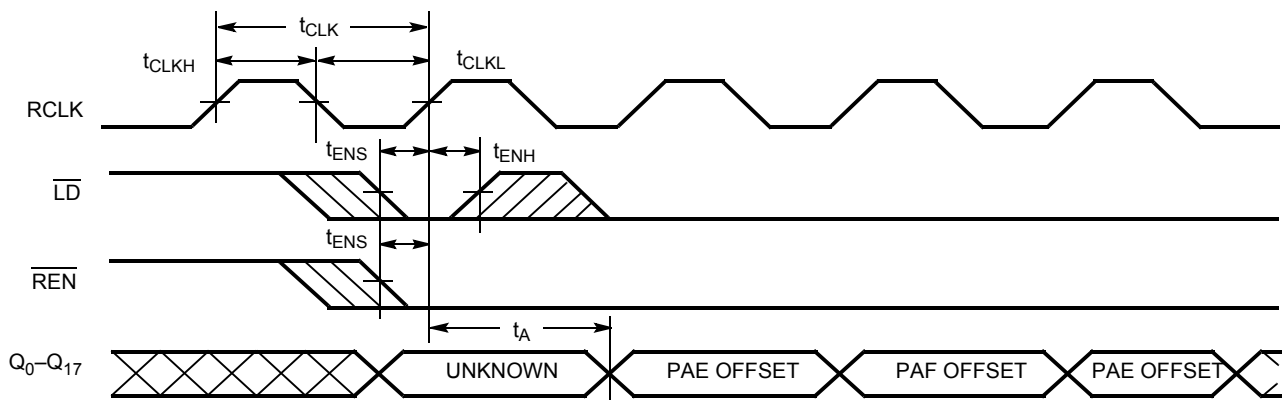 tCLK
tCLKH
tCLKL
RCLK
tENS
tENH
LD
tENS
REN
tA
Q0–Q17
UNKNOWN
PAE OFFSET
PAF OFFSET
PAE OFFSET